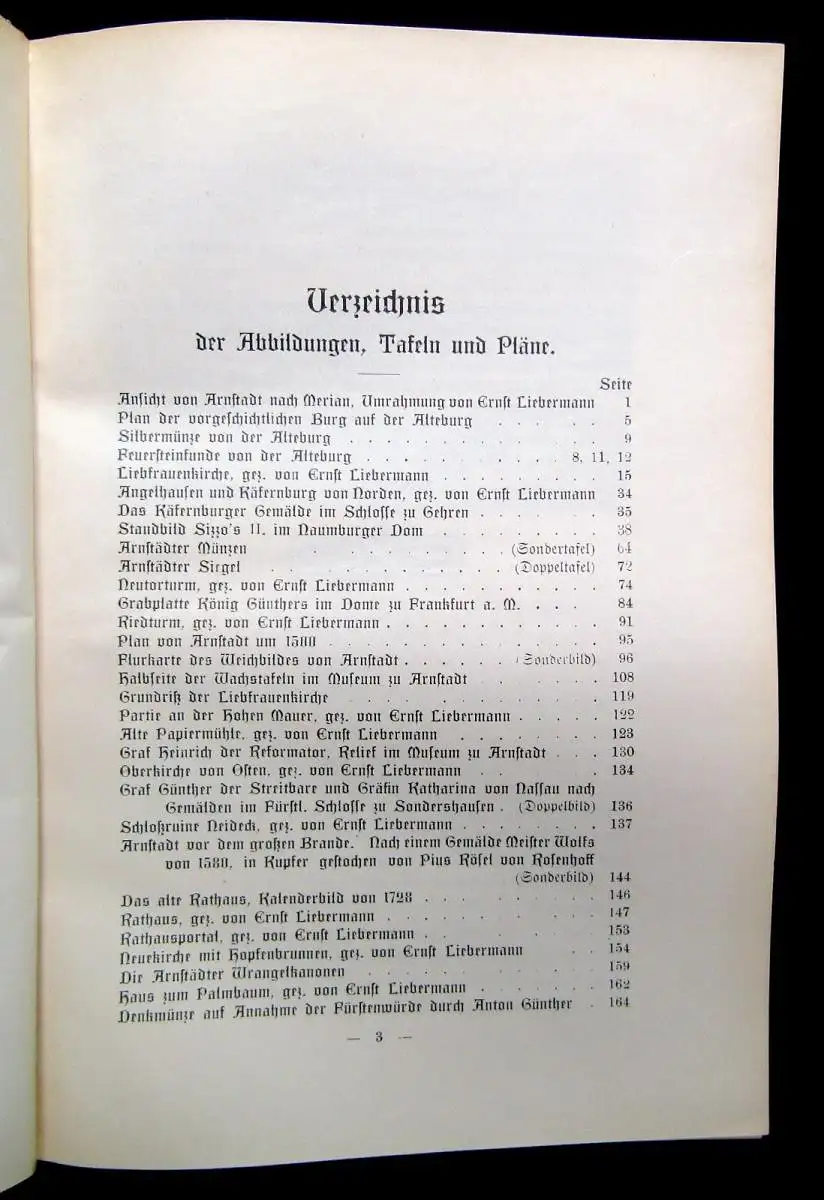 Verzeichnis
der Abbildungen, Tafeln und Pläne.
Seite
Ansicht von Arnstadt nach Merian, Umrahmung von Ernst Liebermann 1
Plan der vorgeschichtlichen Burg auf der Alteburg . . . . 5
Silbermünze von der Alteburg . . . . . . . . . . 9
Feuersteinfunde von der Alteburg . . . . . . . . . . 8, 11, 12
Liebfrauenkirche, gez. von Ernst Liebermann . . . . . . . . . 15
Angelhausen und Käfernburg von Norden, gez. von Ernst Liebermann 34
Das Käfernburger Gemälde im Schlosse zu Gehren . . . . . . . 35
Standbild Sizzo's II. im Naumburger Dom . . . . . . . . . 38
Arnstädter Münzen . . . . . . . . . . (Sondertafel) 64
Arnstädter Siegel . . . . . . . . . . . (Doppeltafel) 72
Neutorturm, gez. von Ernst Liebermann . . . . . . . . . . . 74
Grabplatte König Günthers im Dome zu Frankfurt a. M. . . . 84
Riedturm, gez. von Ernst Liebermann . . . . . . . . . . . . 91
Plan von Arnstadt um 1580 . . . . . . . . . . . . . . . 95
Flurkarte des Weichbildes von Arnstadt . . . . . . (Sonderbild) 96
Halbseite der Wachstafeln im Museum zu Arnstadt . . . . . . 108
Grundriß der Liebfrauenkirche . . . . . . . . . . . . 119
Partie an der Hohen Mauer, gez. von Ernst Liebermann . . . . . 122
Alte Papiermühle, gez. von Ernst Liebermann . . . . . . . . 123
Graf Heinrich der Reformator, Relief im Museum zu Arnstadt . . . 130
Oberkirche von Osten, gez. von Ernst Liebermann . . . . . . 134
Graf Günther der Streitbare und Gräfin Katharina von Nassau nach
Gemälden im Fürstl. Schlosse zu Sondershausen . (Doppelbild) 136
Schloßruine Neideck, gez. von Ernst Liebermann . . . . . . . . 137
Arnstadt vor dem großen Brande. Nach einem Gemälde Meister Wolfs
von 1580, in Kupfer gestochen von Pius Rösel von Rosenhoff
(Sonderbild) 144
Das alte Rathaus, Kalenderbild von 1728 . . . . . . . . . 146
Rathaus, gez. von Ernst Liebermann . . . . . . . . . . . 147
Rathausportal, gez. von Ernst Liebermann . . . . . . . . . 153
Neuekirche mit Hopfenbrunnen, gez. von Ernst Liebermann . . 154
Die Arnstädter Wrangelkanonen . . . . . . . . . . . . 159
Haus zum Palmbaum, gez. von Ernst Liebermann . . . . . . . 162
Denkmünze auf Annahme der Fürstenwürde durch Anton Günther . 164
— 3 —